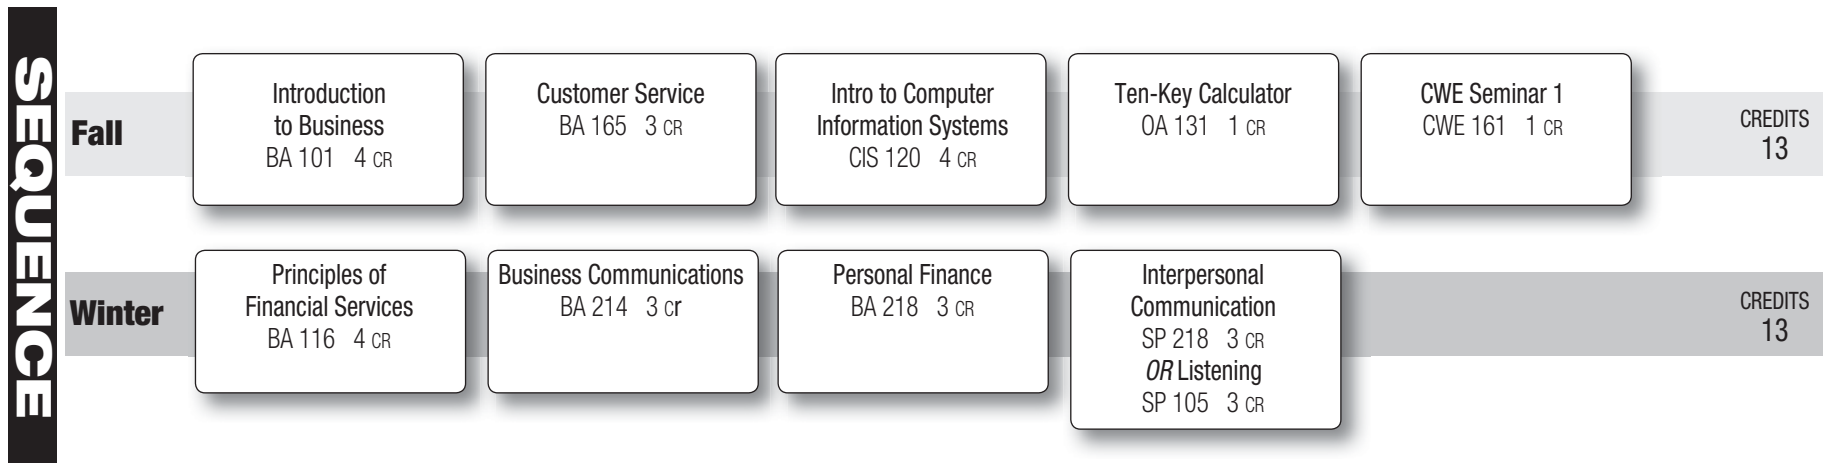 SEQUENCE
Fall
Introduction
to Business
BA 101 4 CR
Customer Service
BA 165 3 CR
Intro to Computer
Information Systems
CIS 120 4 CR
Ten-Key Calculator
OA 131 1 CR
CWE Seminar 1
CWE 161 1 CR
CREDITS
13
Winter
Principles of
Financial Services
BA 116 4 CR
Business Communications
BA 214 3 cr
Personal Finance
BA 218 3 CR
Interpersonal
Communication
SP 218 3 CR
OR Listening
SP 105 3 CR
CREDITS
13